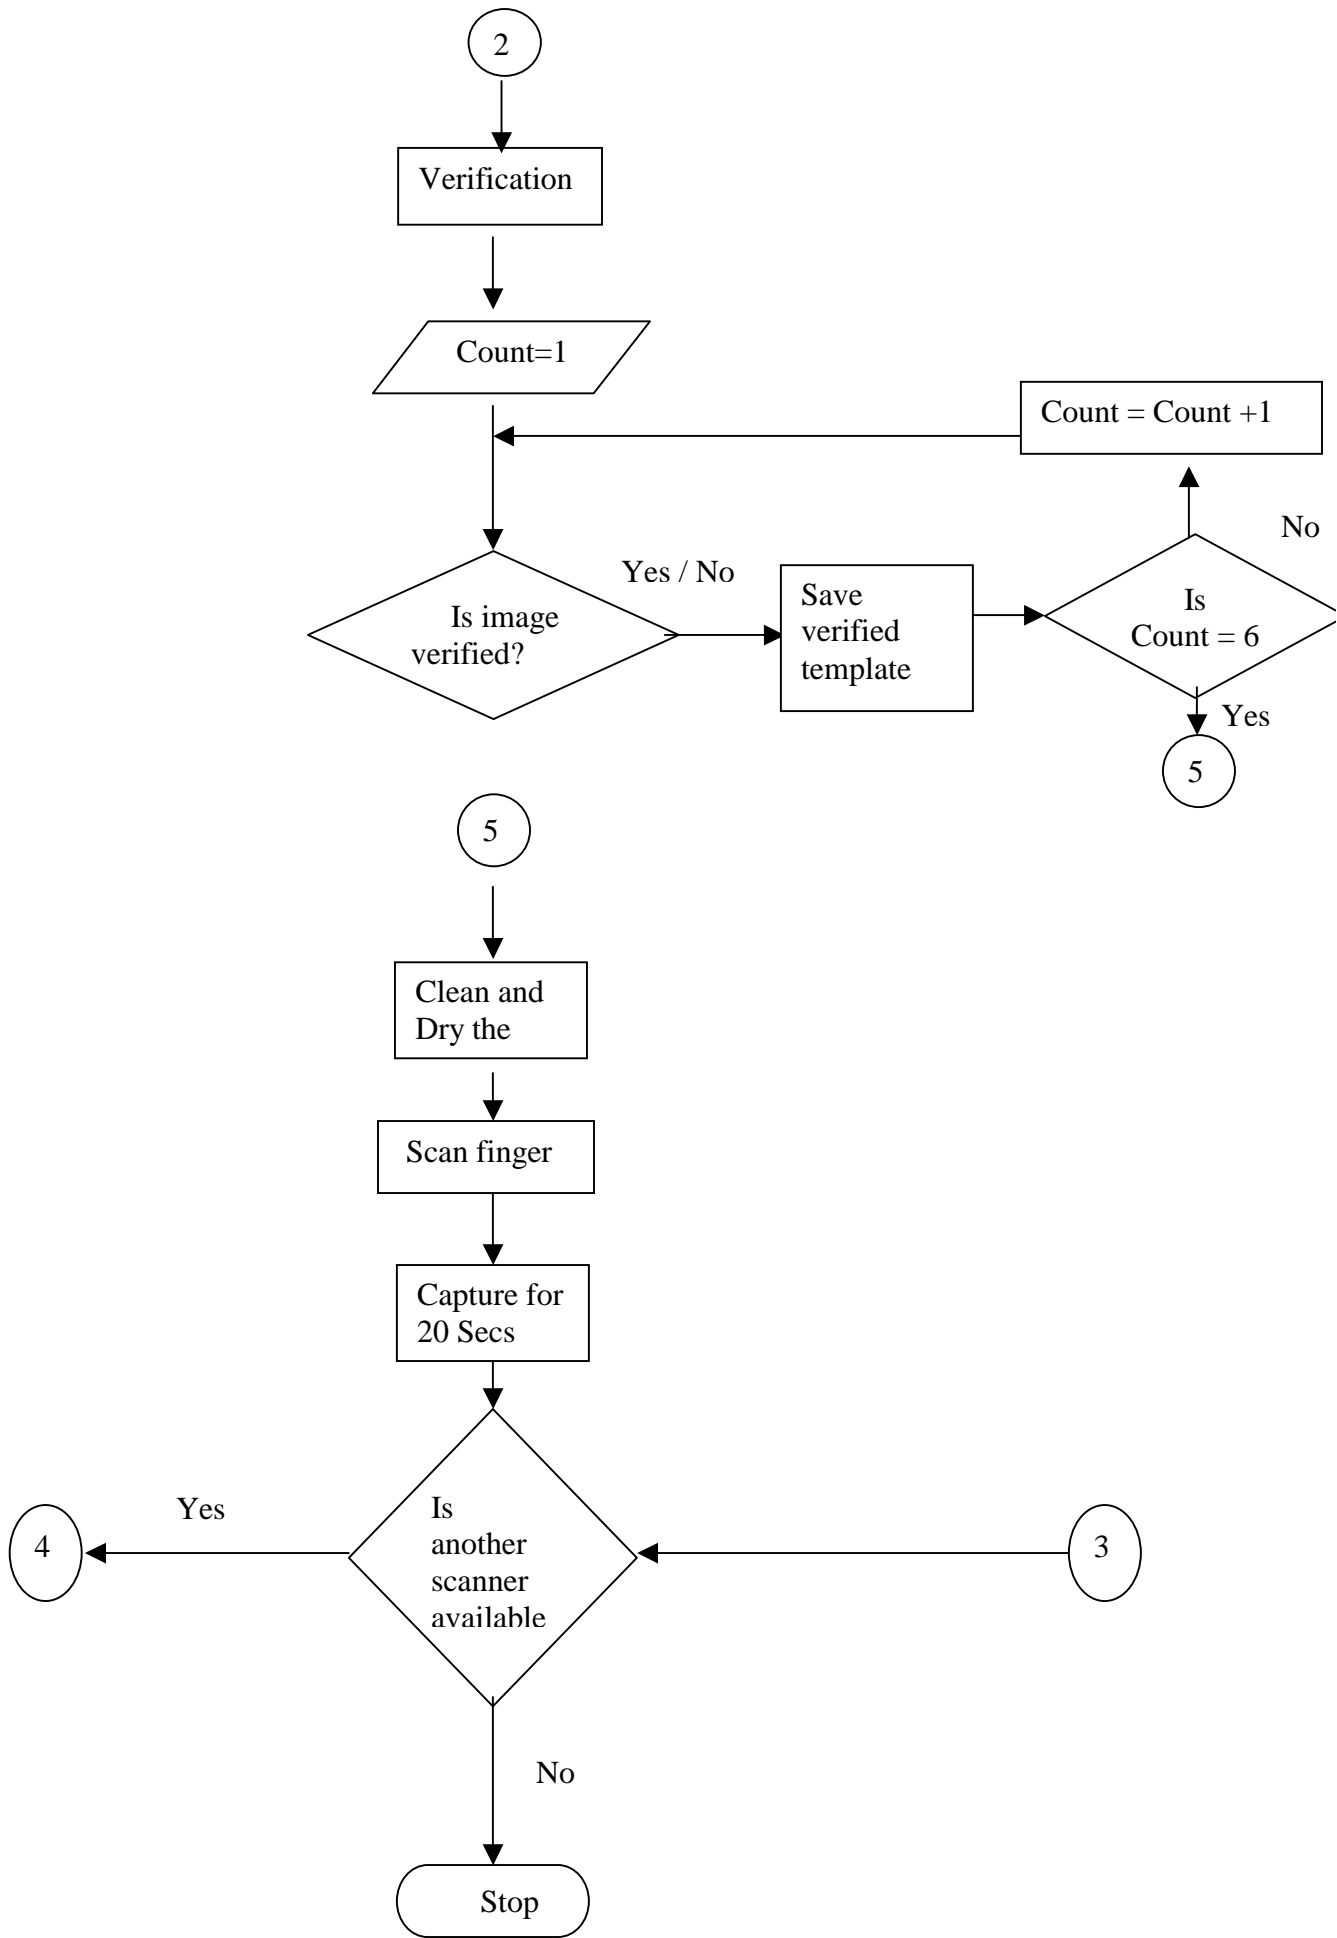 2
Verification
Count=1
Count = Count +1
No
Yes / No
Is image
verified?
Save
verified
template
Is
Count = 6
Yes
5
5
Clean and
Dry the
Scan finger
Capture for
20 Secs
Yes
4
Is
another
scanner
available
3
No
Stop